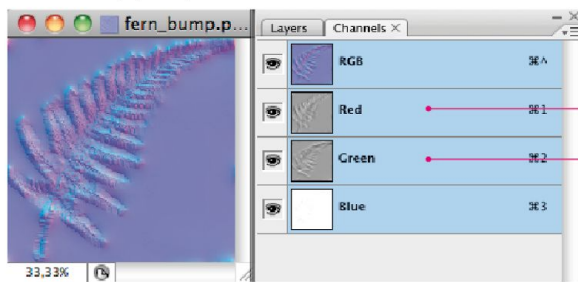 fern_bump.p...
33,33%
Layers
Channels ×
RGB ⌘^
Red ⌘1
Green ⌘2
Blue ⌘3